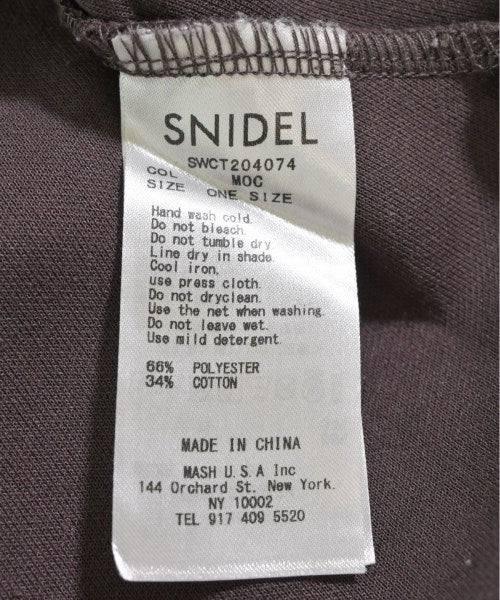 SNIDEL
SWCT204074
COL MOC
SIZE ONE SIZE
Hand wash cold.
Do not bleach.
Do not tumble dry
Line dry in shade.
Cool iron,
use press cloth.
Do not dryclean.
Use the net when washing.
Do not leave wet.
Use mild detergent.
66% POLYESTER
34% COTTON
MADE IN CHINA
MASH U.S.A Inc
144 Orchard St. New York.
NY 10002
TEL 917 409 5520